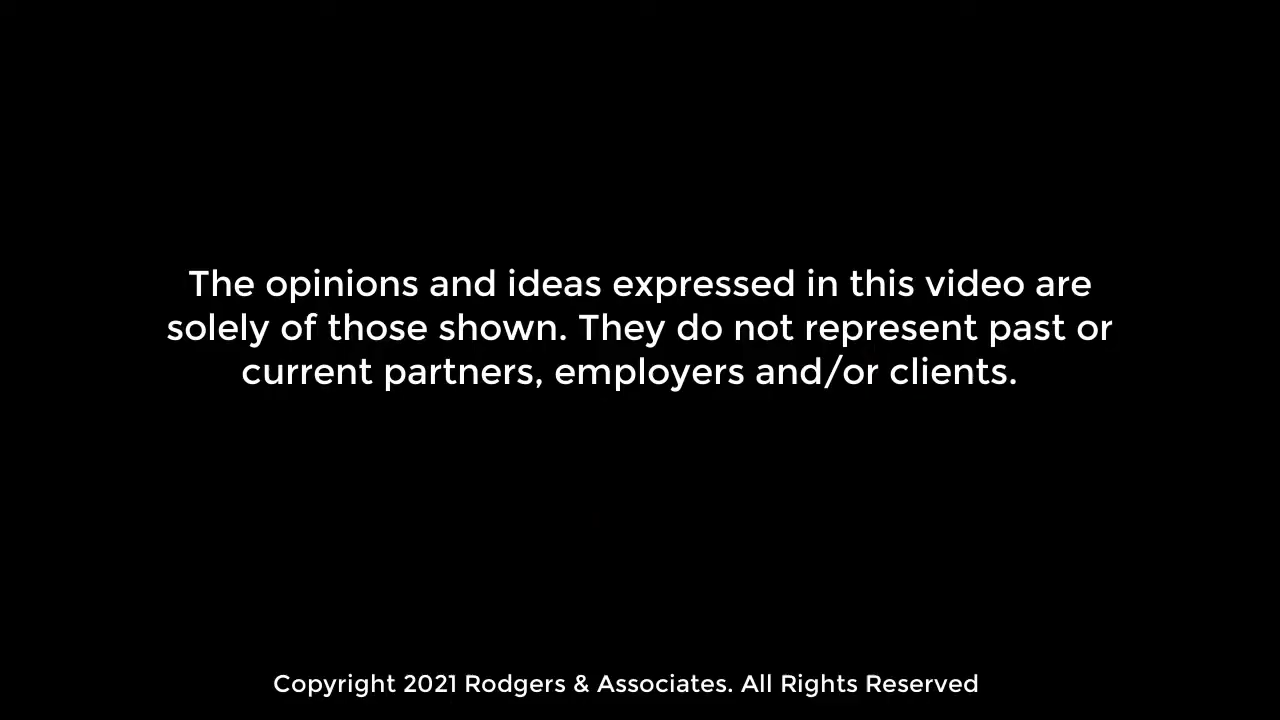 The opinions and ideas expressed in this video are
solely of those shown. They do not represent past or
current partners, employers and/or clients.
Copyright 2021 Rodgers & Associates. All Rights Reserved